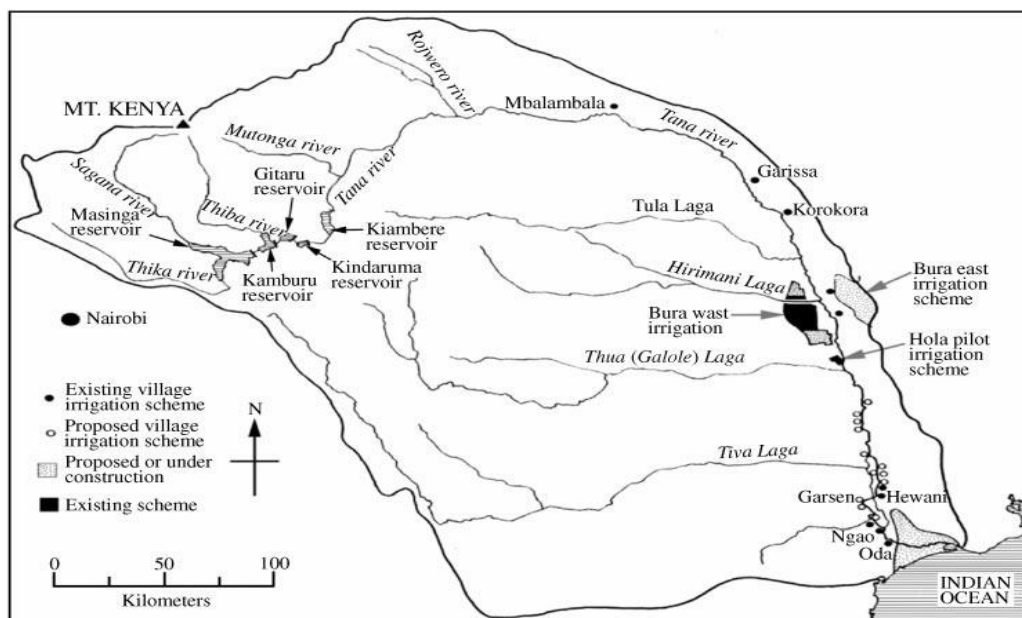 Rojwero river
Mbalambala
MT. KENYA
Tana river
Mutonga river
Garissa
Gitaru
reservoir
Tana river
Sagana river
Korokora
Tula Laga
Masinga
reservoir
Thiba river
Kiambere
reservoir
Thika river
Kamburu
reservoir
Kindaruma
reservoir
Hirimani Laga
Bura east
irrigation
scheme
Nairobi
Bura wast
irrigation
Hola pilot
irrigation
scheme
Thua (Galole) Laga
Existing village
irrigation scheme
N
Proposed village
irrigation scheme
Proposed or under
construction
Tiva Laga
Existing scheme
Garsen
Hewani
Ngao
Oda
0 50 100
Kilometers
INDIAN
OCEAN